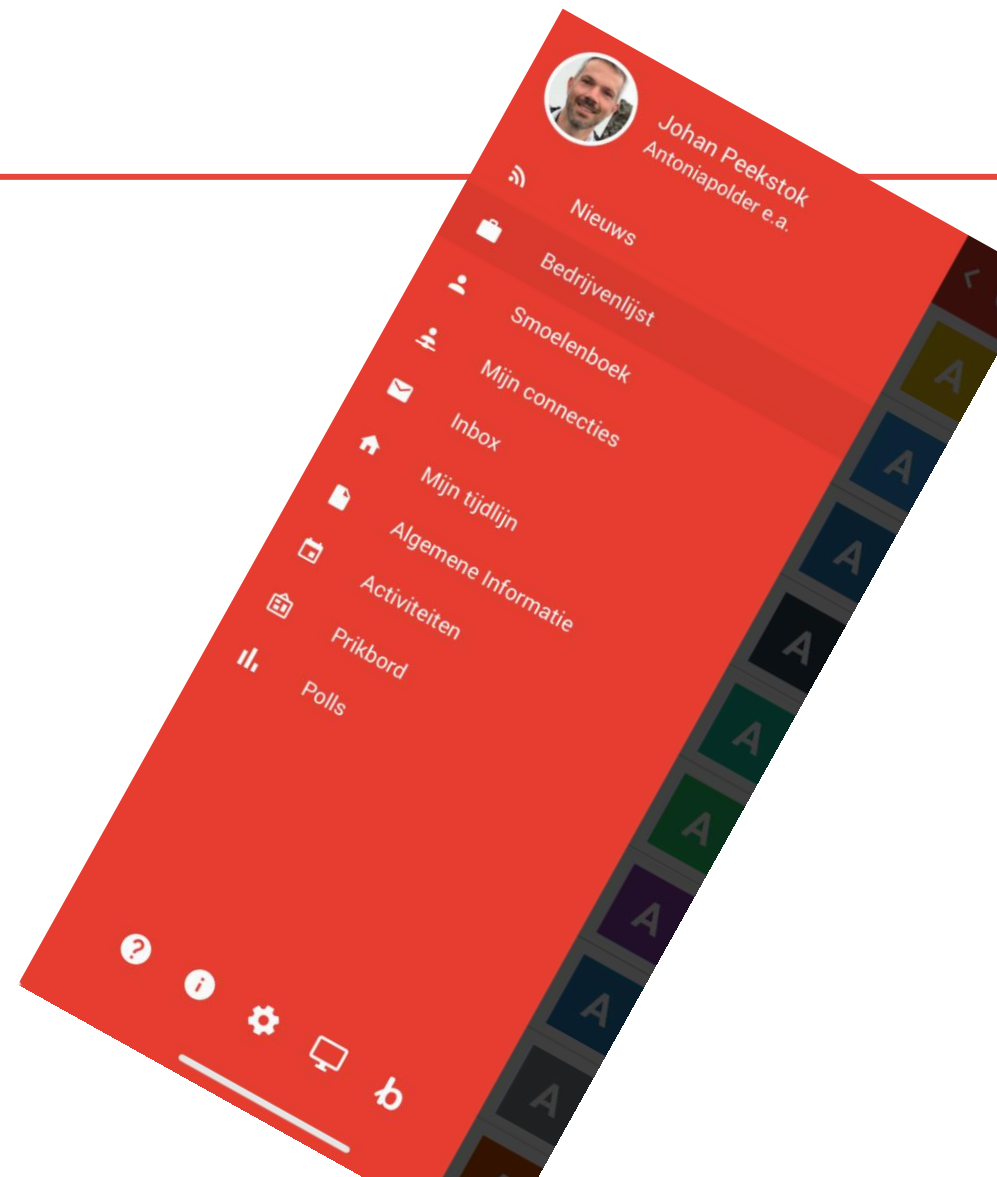 Johan Peekstok
Antoniapolder e.a.
Nieuws
Bedrijvenlijst
Smoelenboek
Mijn connecties
Inbox
Mijn tijdlijn
Algemene Informatie
Activiteiten
Prikbord
Polls
A
A
A
A
A
A
A
A
A